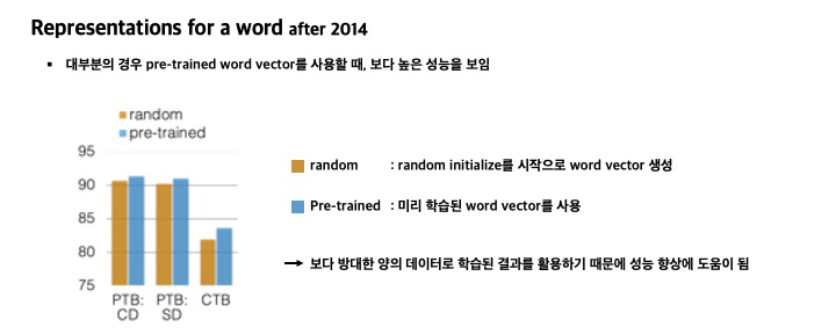 Representations for a word after 2014
▪ 대부분의 경우 pre-trained word vector를 사용할 때, 보다 높은 성능을 보임
random
pre-trained
95
90
85
80
75
PTB: CD
PTB: SD
CTB
random : random initialize를 시작으로 word vector 생성
Pre-trained : 미리 학습된 word vector를 사용
→ 보다 방대한 양의 데이터로 학습된 결과를 활용하기 때문에 성능 향상에 도움이 됨